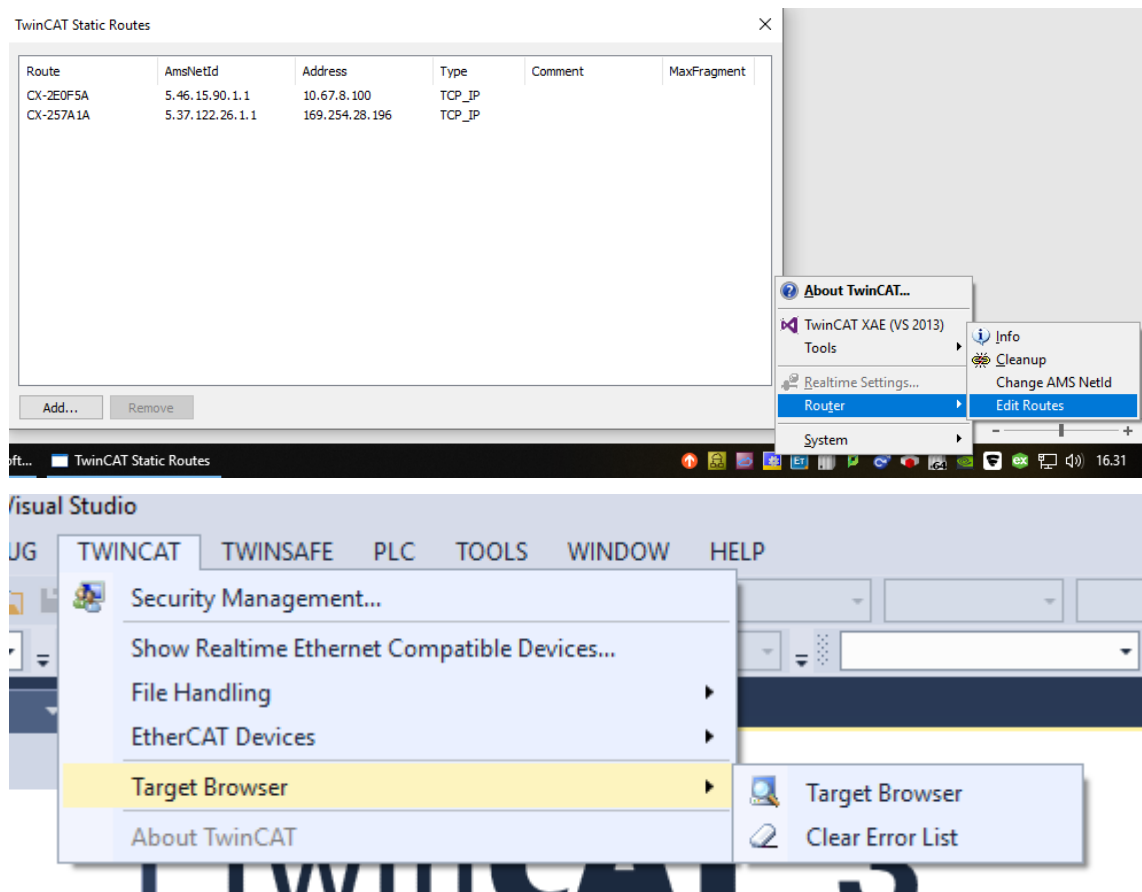 TwinCAT Static Routes
Route AmsNetId Address Type Comment MaxFragment
CX-2E0F5A 5.46.15.90.1.1 10.67.8.100 TCP_IP
CX-257A1A 5.37.122.26.1.1 169.254.28.196 TCP_IP
Add... Remove
About TwinCAT...
TwinCAT XAE (VS 2013)
Tools
Realtime Settings...
Router
System
Info
Cleanup
Change AMS NetId
Edit Routes
oft... TwinCAT Static Routes 16.31
Visual Studio
UG TWINCAT TWINSAFE PLC TOOLS WINDOW HELP
Security Management...
Show Realtime Ethernet Compatible Devices...
File Handling
EtherCAT Devices
Target Browser
About TwinCAT
Target Browser
Clear Error List
TwinCAT 3